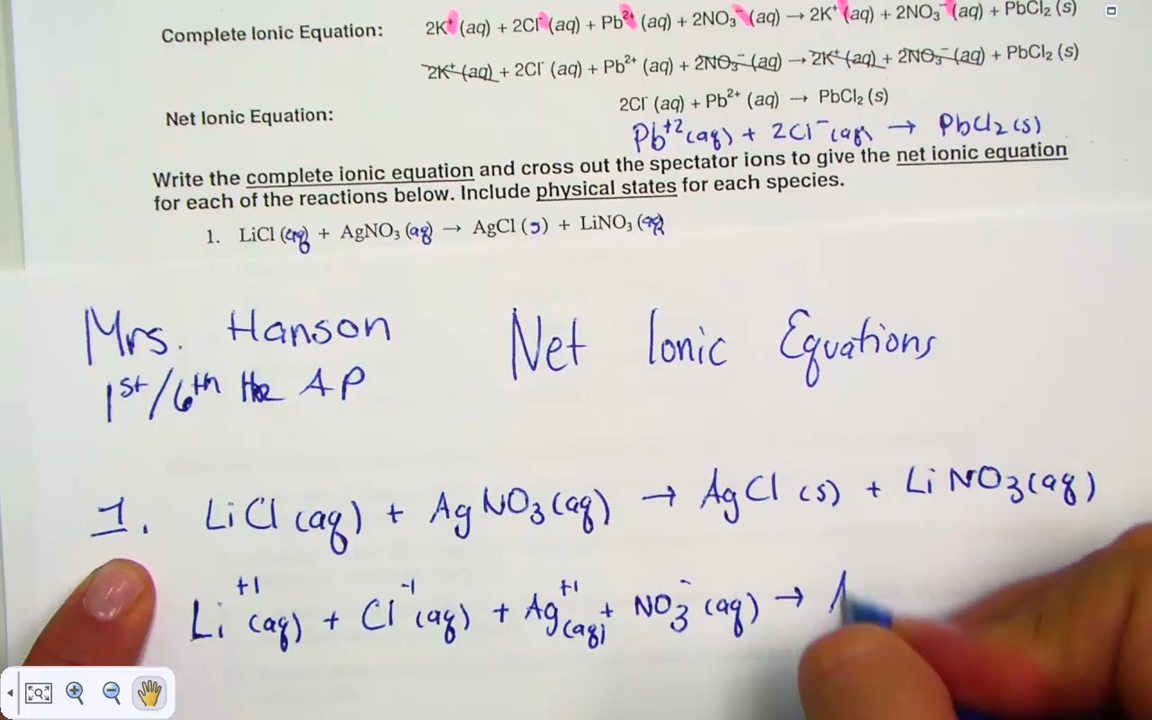 Complete Ionic Equation: 2K⁺ (aq) + 2Cl⁻ (aq) + Pb²⁺ (aq) + 2NO₃⁻ (aq) → 2K⁺ (aq) + 2NO₃⁻ (aq) + PbCl₂ (s)
2K⁺ (aq) + 2Cl⁻ (aq) + Pb²⁺ (aq) + 2NO₃⁻ (aq) → 2K⁺ (aq) + 2NO₃⁻ (aq) + PbCl₂ (s)
Net Ionic Equation: 2Cl⁻ (aq) + Pb²⁺ (aq) → PbCl₂ (s)
Pb⁺² (aq) + 2Cl⁻ (aq) → PbCl₂ (s)
Write the complete ionic equation and cross out the spectator ions to give the net ionic equation
for each of the reactions below. Include physical states for each species.
1. LiCl (aq) + AgNO₃ (aq) → AgCl (s) + LiNO₃ (aq)
Mrs. Hanson Net Ionic Equations
1st/6th Hr AP
1. LiCl (aq) + AgNO₃ (aq) → AgCl (s) + LiNO₃ (aq)
Li⁺¹ (aq) + Cl⁻¹ (aq) + Ag⁺¹ (aq) + NO₃⁻ (aq) →